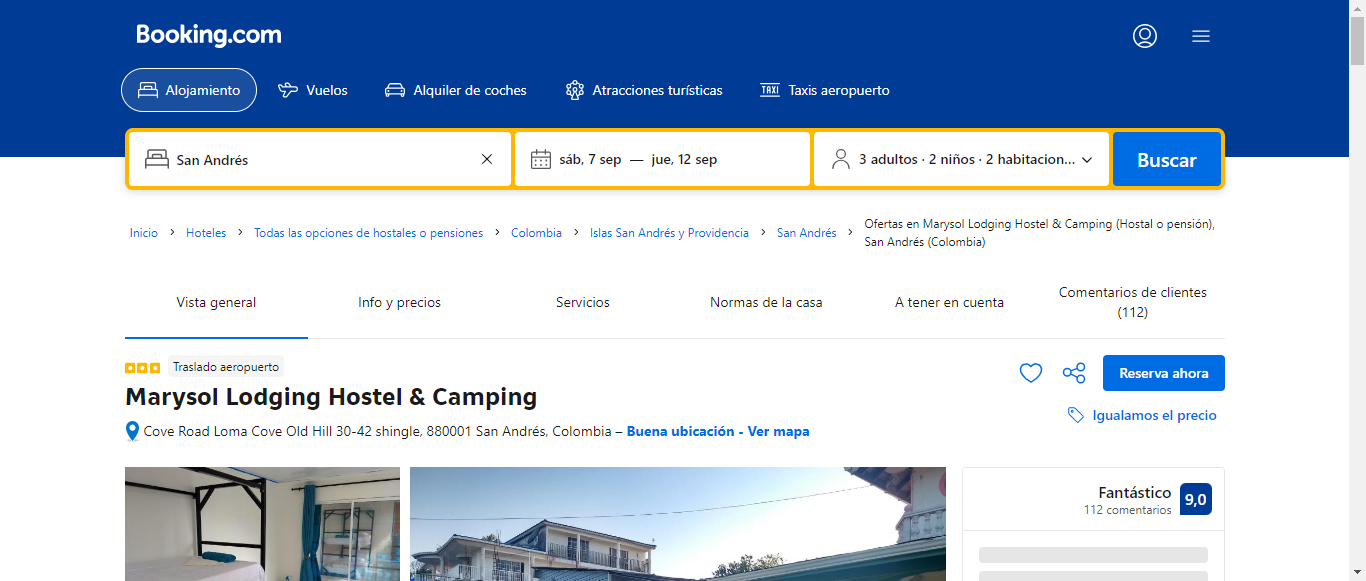 Booking.com
Alojamiento
Vuelos
Alquiler de coches
Atracciones turísticas
TAXI
Taxis aeropuerto
San Andrés
sáb, 7 sep — jue, 12 sep
3 adultos · 2 niños · 2 habitacion...
Buscar
Inicio
Hoteles
Todas las opciones de hostales o pensiones
Colombia
Islas San Andrés y Providencia
San Andrés
Ofertas en Marysol Lodging Hostel & Camping (Hostal o pensión),
San Andrés (Colombia)
Vista general
Info y precios
Servicios
Normas de la casa
A tener en cuenta
Comentarios de clientes
(112)
Traslado aeropuerto
Reserva ahora
Marysol Lodging Hostel & Camping
Igualamos el precio
Cove Road Loma Cove Old Hill 30-42 shingle, 880001 San Andrés, Colombia – Buena ubicación - Ver mapa
Fantástico
112 comentarios
9,0